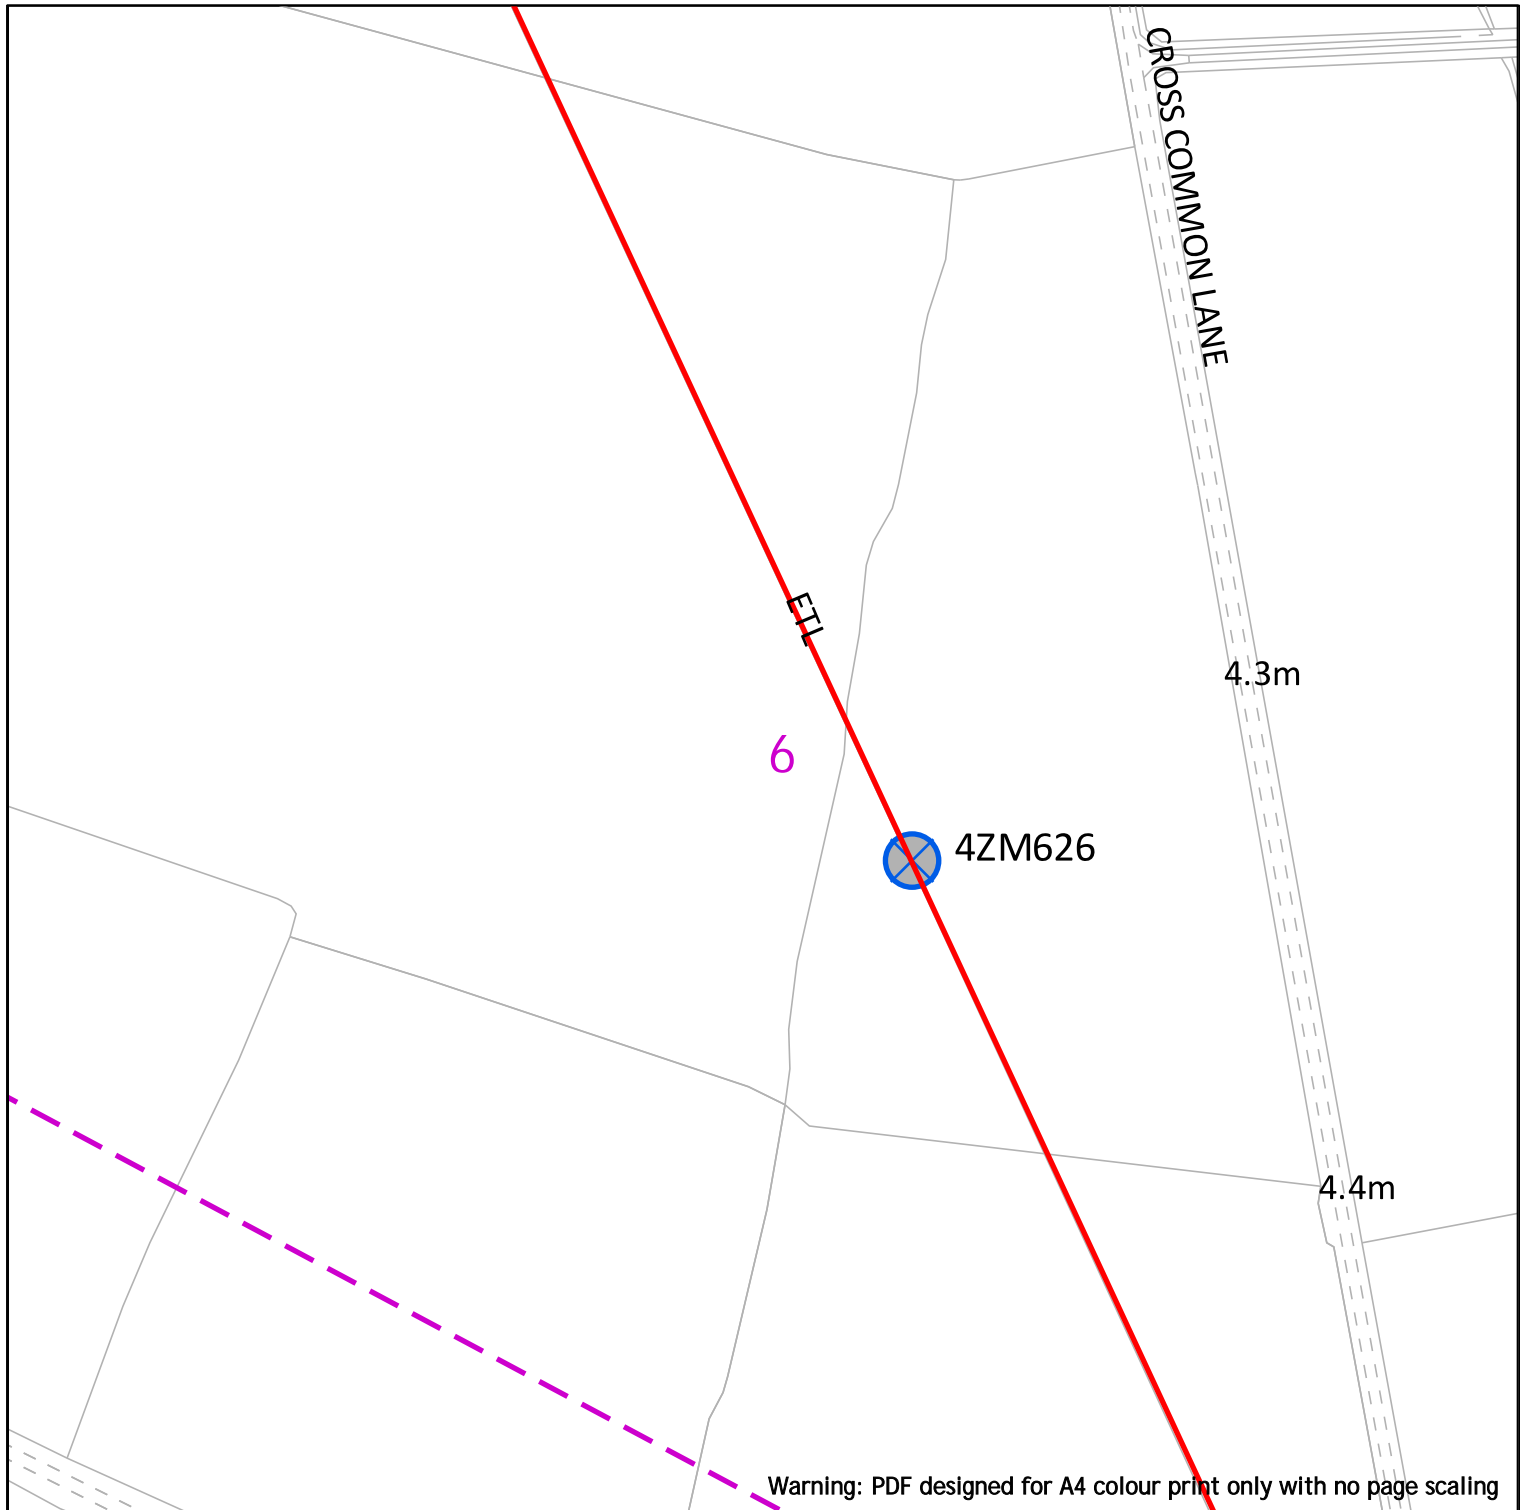 CROSS COMMON LANE
ETL
4.3m
6
4ZM626
4.4m
Warning: PDF designed for A4 colour print only with no page scaling